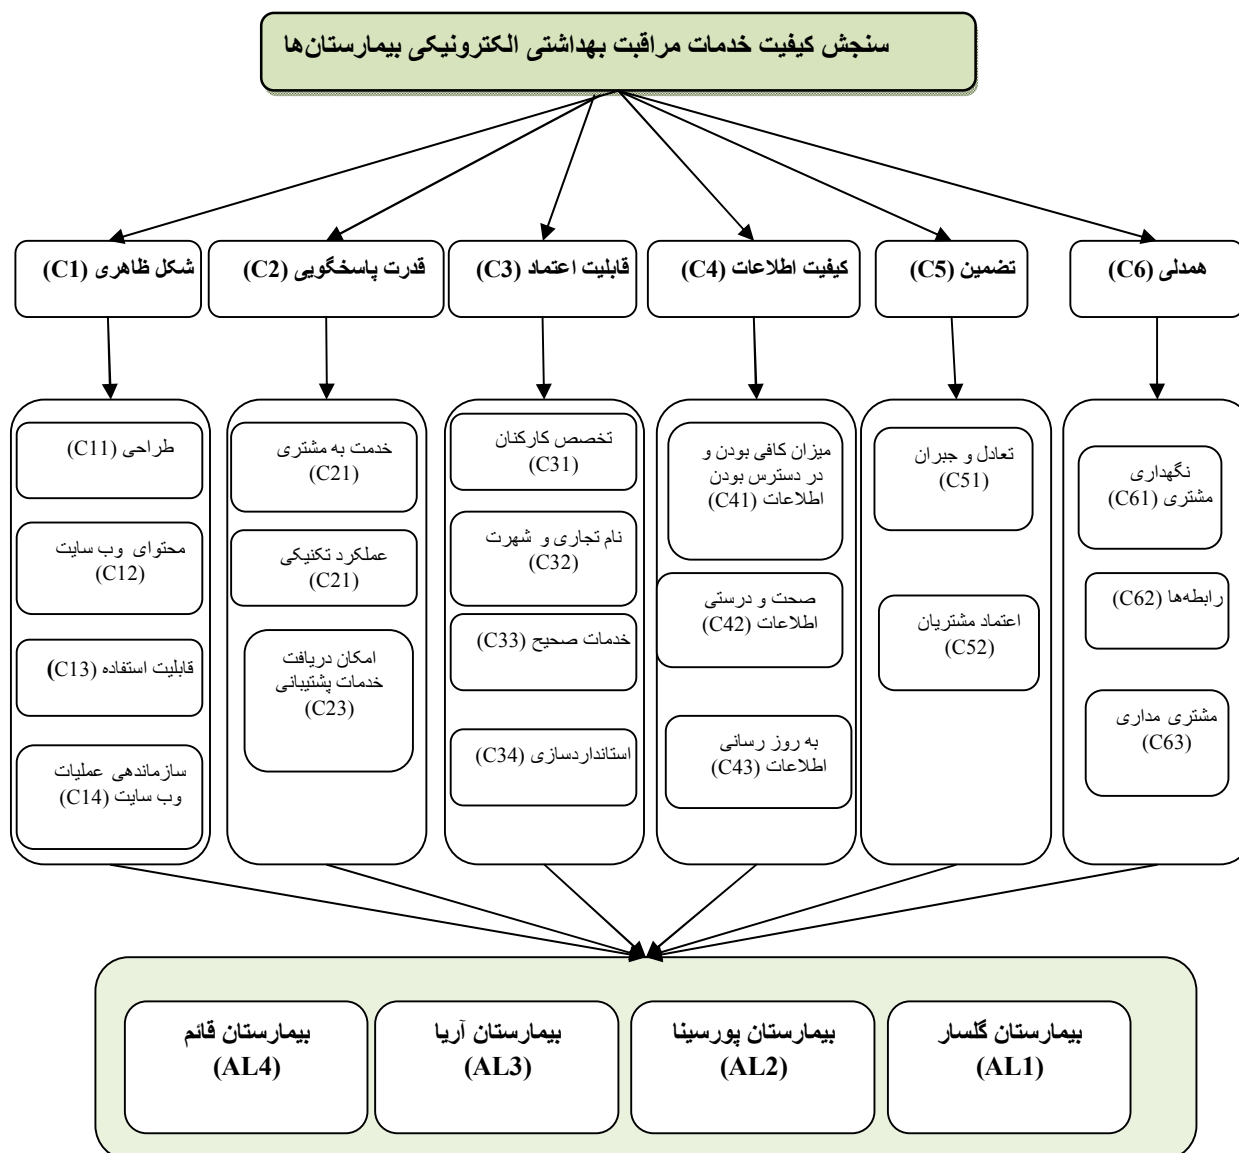 سنجش کیفیت خدمات مراقبت بهداشتی الکترونیکی بیمارستان‌ها
شکل ظاهری (C1)
قدرت پاسخگویی (C2)
قابلیت اعتماد (C3)
کیفیت اطلاعات (C4)
تضمین (C5)
همدلی (C6)
طراحی (C11)
محتوای وب سایت
(C12)
قابلیت استفاده (C13)
سازماندهی عملیات
وب سایت (C14)
خدمت به مشتری
(C21)
عملکرد تکنیکی
(C21)
امکان دریافت
خدمات پشتیبانی
(C23)
تخصص کارکنان
(C31)
نام تجاری و شهرت
(C32)
خدمات صحیح (C33)
استانداردسازی (C34)
میزان کافی بودن و
در دسترس بودن
اطلاعات (C41)
صحت و درستی
اطلاعات (C42)
به روز رسانی
اطلاعات (C43)
تعادل و جبران
(C51)
اعتماد مشتریان
(C52)
نگهداری
مشتری (C61)
رابطه‌ها (C62)
مشتری مداری
(C63)
بیمارستان قائم
(AL4)
بیمارستان آریا
(AL3)
بیمارستان پورسینا
(AL2)
بیمارستان گلسار
(AL1)